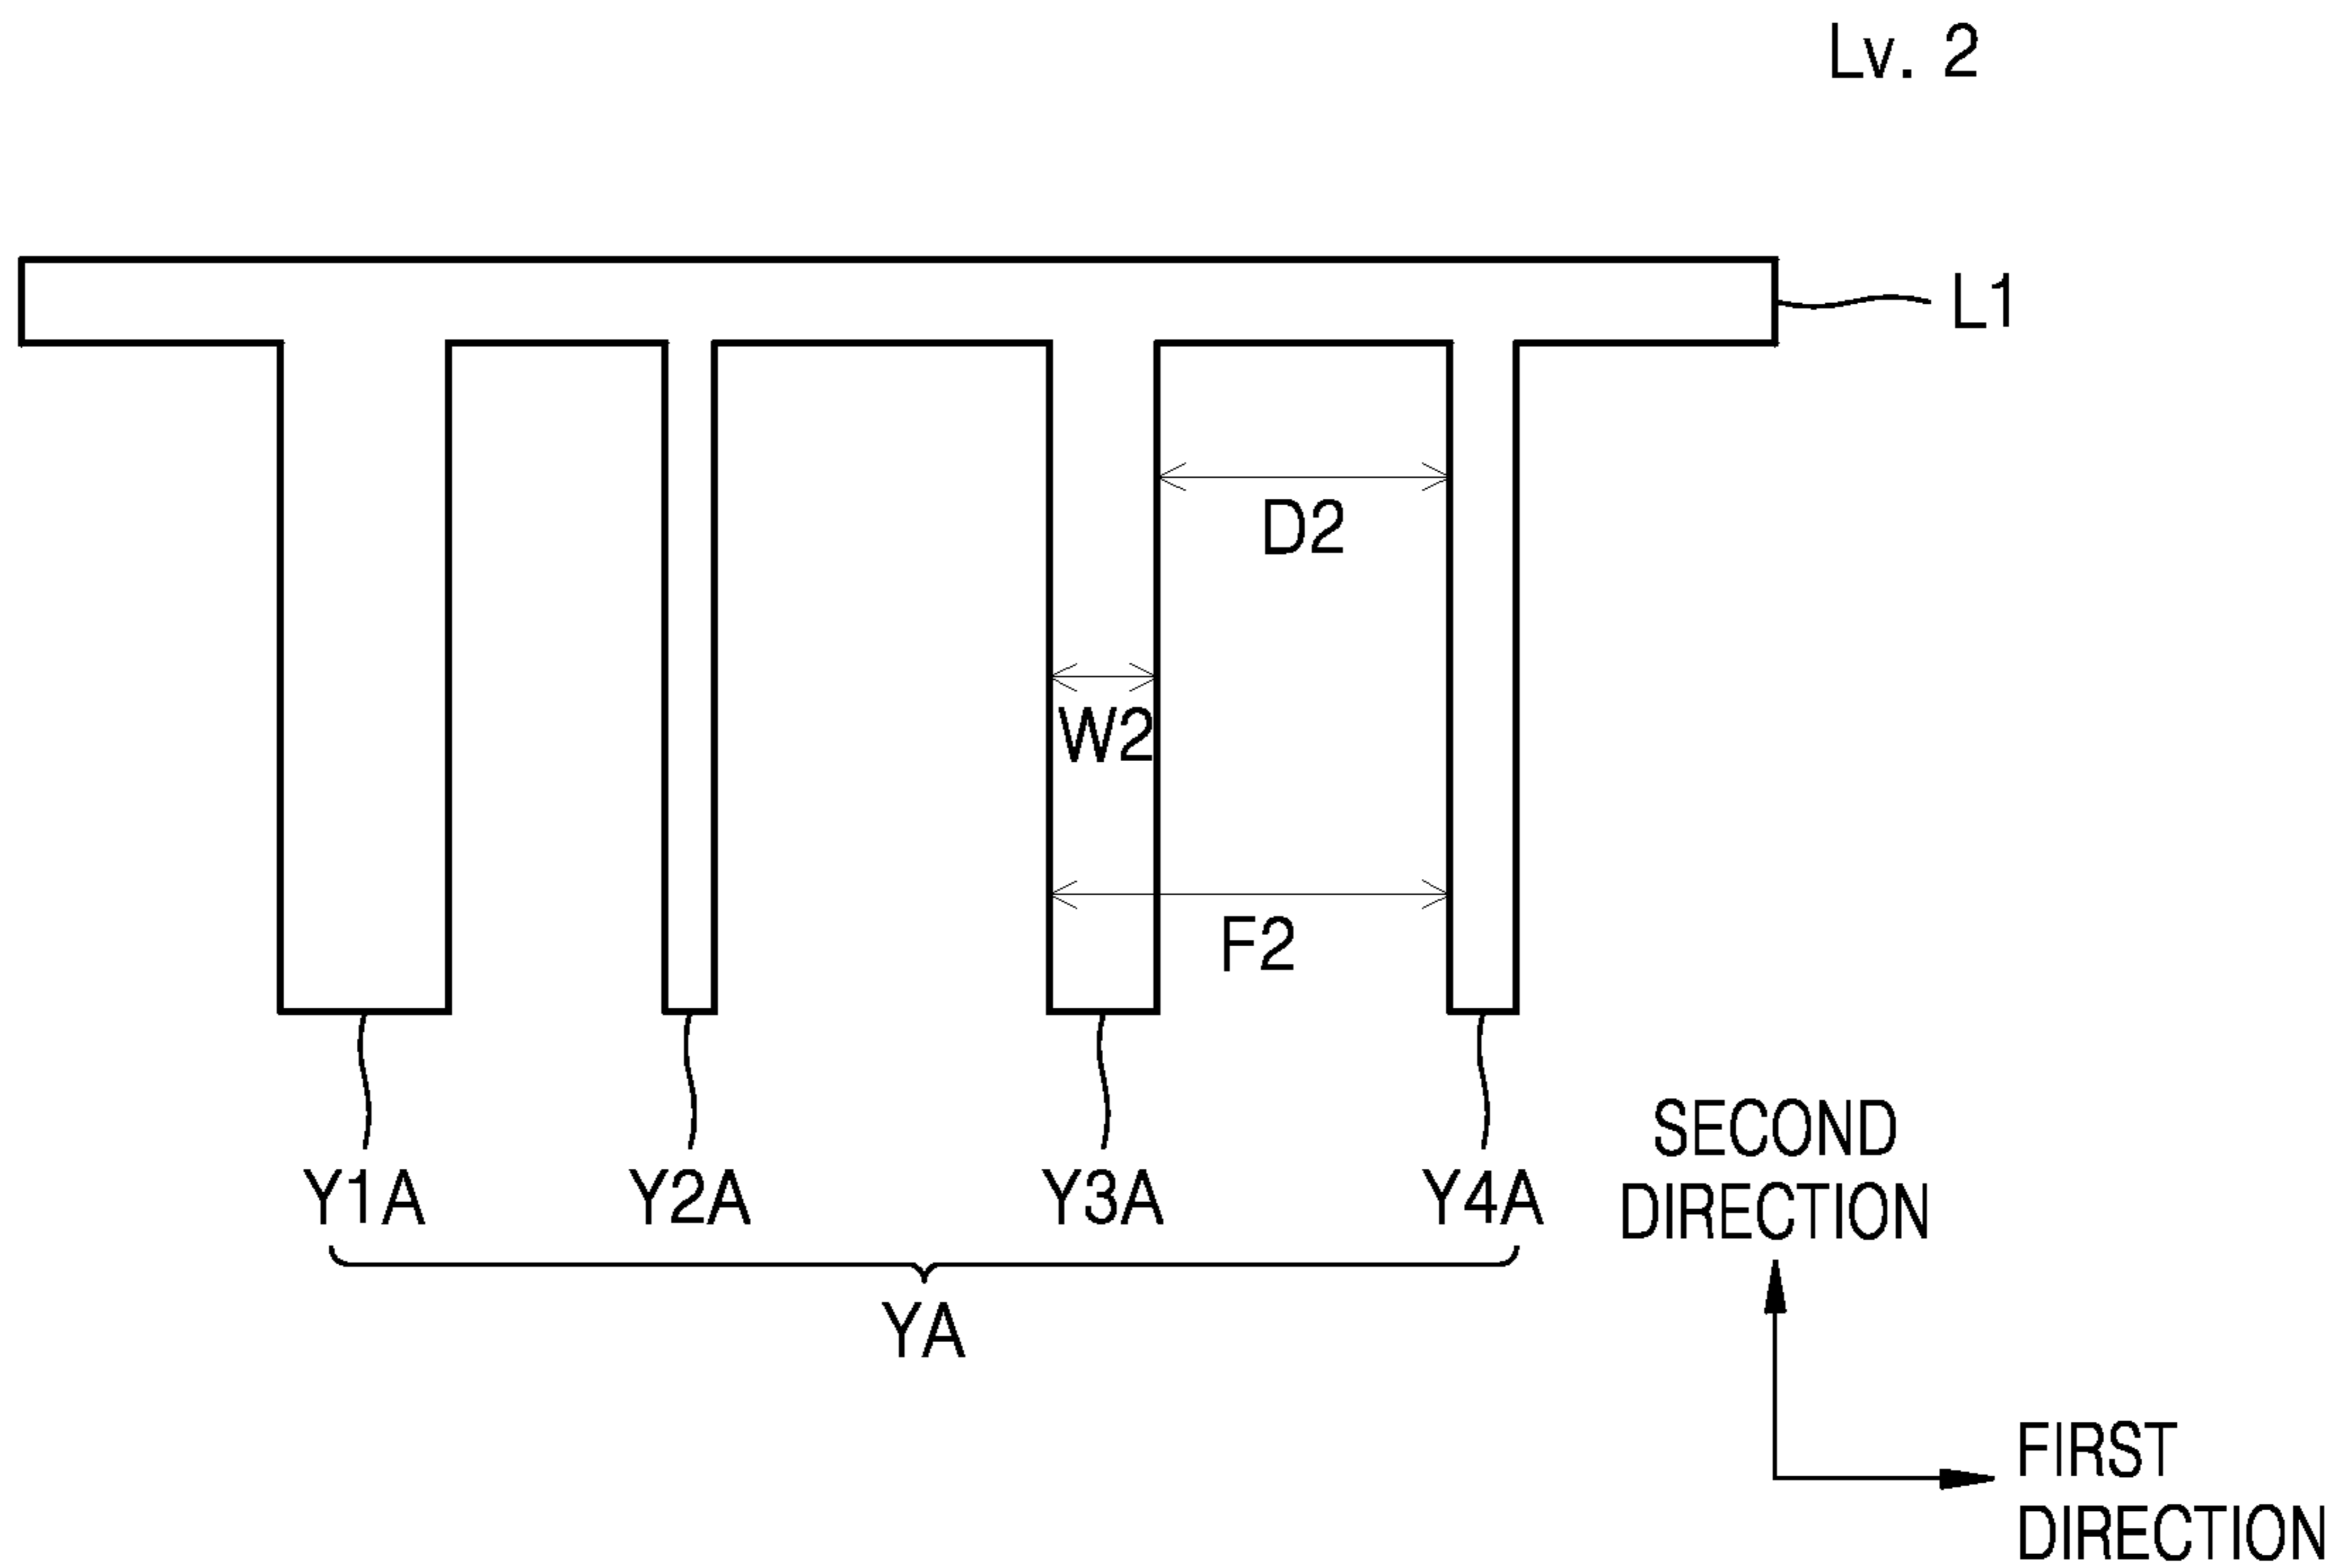 Lv. 2
L1
D2
W2
F2
Y1A
Y2A
Y3A
Y4A
YA
SECOND
DIRECTION
FIRST
DIRECTION